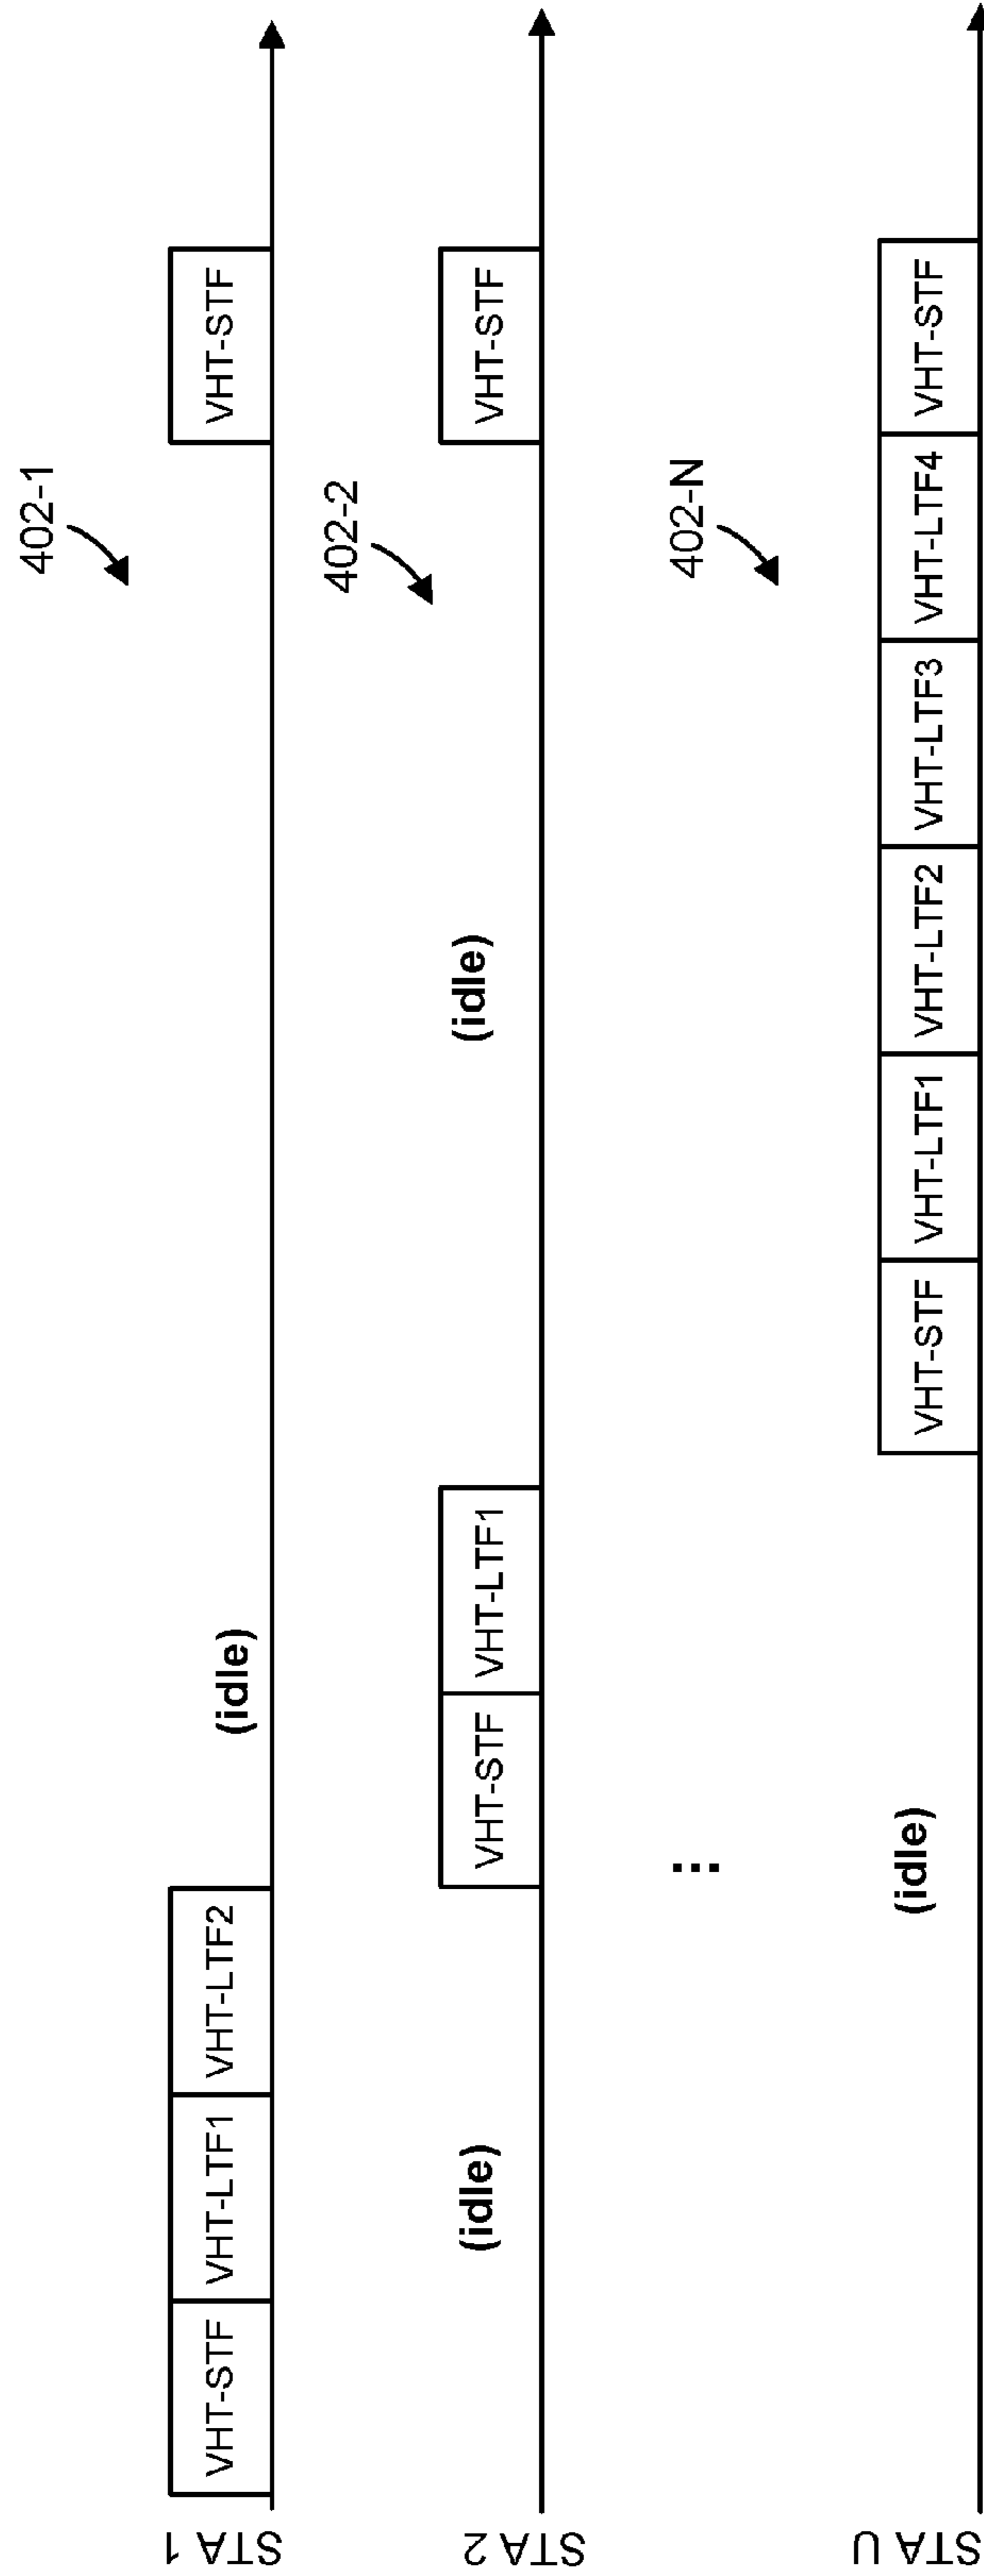 402-1
STA 1
VHT-STF
VHT-LTF1
VHT-LTF2
(idle)
VHT-STF
402-2
STA 2
(idle)
VHT-STF
VHT-LTF1
(idle)
VHT-STF
...
402-N
STA U
(idle)
VHT-STF
VHT-LTF1
VHT-LTF2
VHT-LTF3
VHT-LTF4
VHT-STF